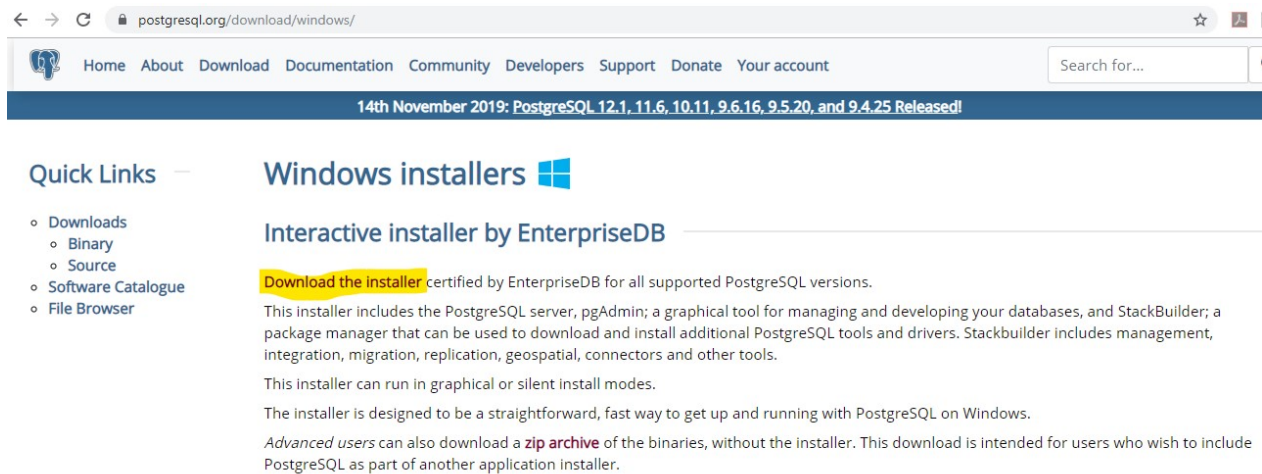 postgresql.org/download/windows/
Home About Download Documentation Community Developers Support Donate Your account
Search for...
14th November 2019: PostgreSQL 12.1, 11.6, 10.11, 9.6.16, 9.5.20, and 9.4.25 Released!
Quick Links
Downloads
Binary
Source
Software Catalogue
File Browser
Windows installers
Interactive installer by EnterpriseDB
Download the installer certified by EnterpriseDB for all supported PostgreSQL versions.
This installer includes the PostgreSQL server, pgAdmin; a graphical tool for managing and developing your databases, and StackBuilder; a
package manager that can be used to download and install additional PostgreSQL tools and drivers. Stackbuilder includes management,
integration, migration, replication, geospatial, connectors and other tools.
This installer can run in graphical or silent install modes.
The installer is designed to be a straightforward, fast way to get up and running with PostgreSQL on Windows.
Advanced users can also download a zip archive of the binaries, without the installer. This download is intended for users who wish to include
PostgreSQL as part of another application installer.